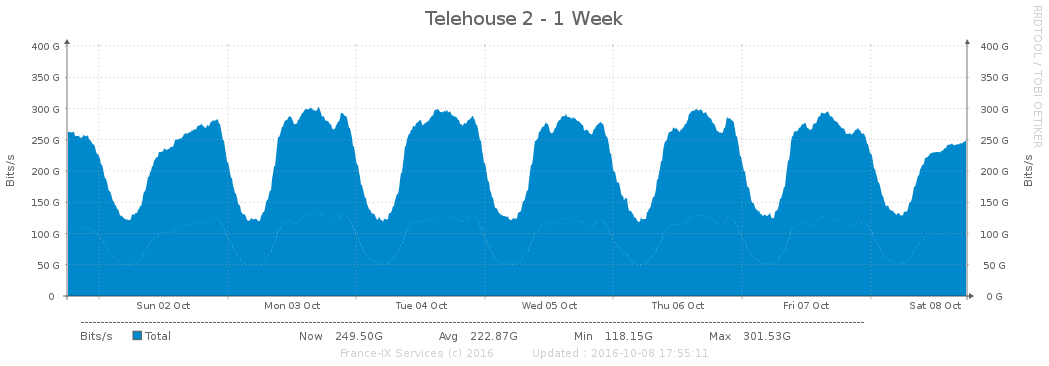 Telehouse 2 - 1 Week
RRDTOOL / TOBI OETIKER
400 G 400 G
350 G 350 G
300 G 300 G
250 G 250 G
200 G 200 G
150 G 150 G
100 G 100 G
50 G 50 G
0 0 G
Bits/s
Bits/s
Sun 02 Oct Mon 03 Oct Tue 04 Oct Wed 05 Oct Thu 06 Oct Fri 07 Oct Sat 08 Oct
Bits/s Total Now 249.50G Avg 222.87G Min 118.15G Max 301.53G
France-IX Services (c) 2016 Updated : 2016-10-08 17:55:11